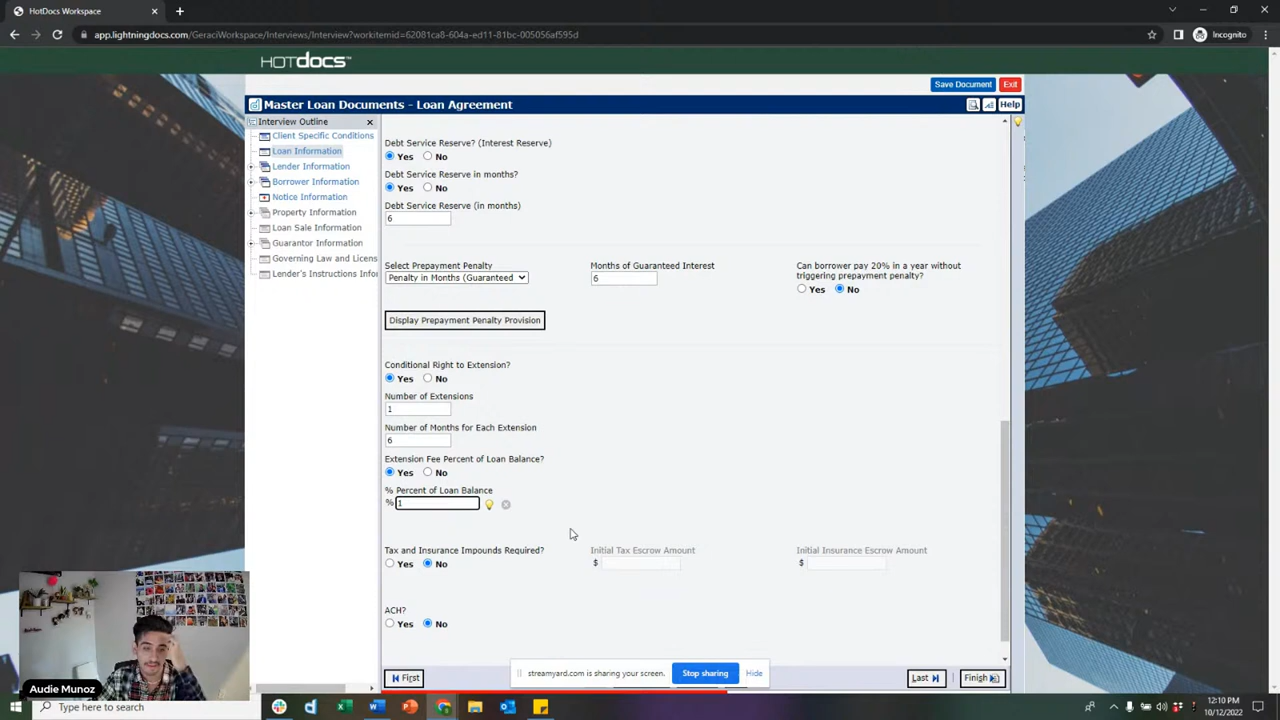 HotDocs Workspace
app.lightningdocs.com/GeraciWorkspace/Interviews/Interview?workitemid=62081ca8-604a-ed11-81bc-005056af595d
Incognito
HOTDOCS™
Save Document Exit
Master Loan Documents - Loan Agreement
Help
Interview Outline
Client Specific Conditions
Loan Information
Lender Information
Borrower Information
Notice Information
Property Information
Loan Sale Information
Guarantor Information
Governing Law and Licens
Lender's Instructions Infor
Debt Service Reserve? (Interest Reserve)
Yes No
Debt Service Reserve in months?
Yes No
Debt Service Reserve (in months)
6
Select Prepayment Penalty
Penalty in Months (Guaranteed
Months of Guaranteed Interest
6
Can borrower pay 20% in a year without triggering prepayment penalty?
Yes No
Display Prepayment Penalty Provision
Conditional Right to Extension?
Yes No
Number of Extensions
1
Number of Months for Each Extension
6
Extension Fee Percent of Loan Balance?
Yes No
% Percent of Loan Balance
% 1
Tax and Insurance Impounds Required?
Yes No
Initial Tax Escrow Amount
$
Initial Insurance Escrow Amount
$
ACH?
Yes No
First
streamyard.com is sharing your screen. Stop sharing Hide
Last Finish
Audie Munoz
Type here to search
12:10 PM
10/12/2022